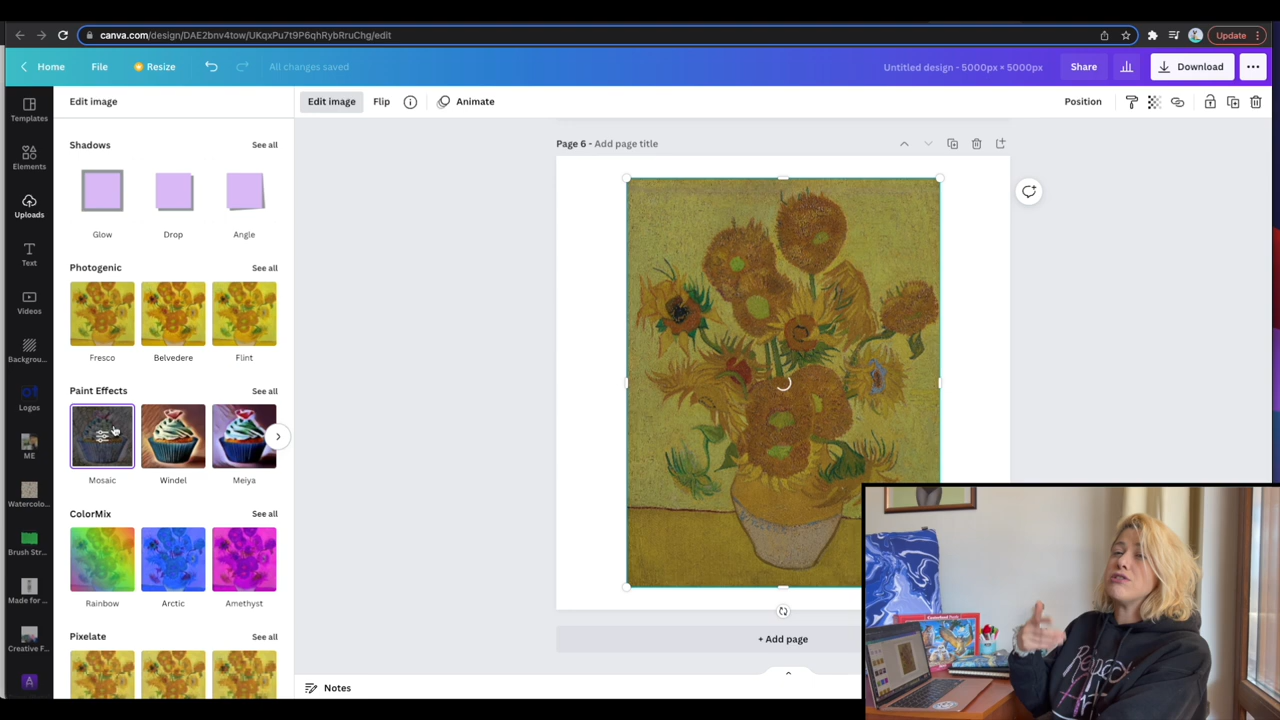 canva.com/design/DAE2bnv4tow/UKqxPu7t9P6qhRybRruChg/edit
Update
Home
File
Resize
All changes saved
Untitled design - 5000px × 5000px
Share
Download
Edit image
Edit image
Flip
Animate
Position
Templates
Elements
Uploads
Text
Videos
Backgrou...
Logos
ME
Watercolo...
Brush Str...
Made for ...
Creative F...
A
Shadows
See all
Glow
Drop
Angle
Photogenic
See all
Fresco
Belvedere
Flint
Paint Effects
See all
Mosaic
Windel
Meiya
ColorMix
See all
Rainbow
Arctic
Amethyst
Pixelate
See all
Page 6 - Add page title
+ Add page
Notes